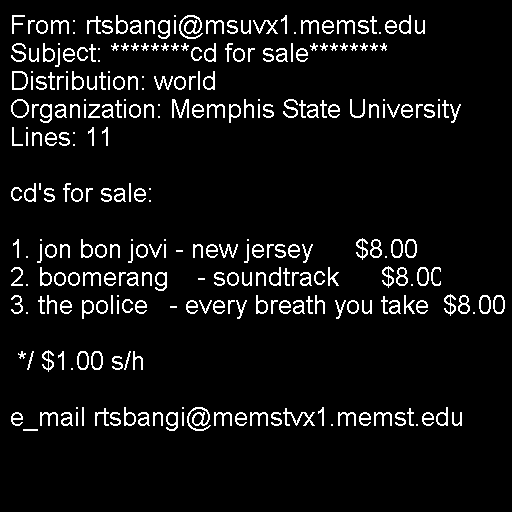 From: rtsbangi@msuvx1.memst.edu
Subject: ********cd for sale********
Distribution: world
Organization: Memphis State University
Lines: 11

cd's for sale:

1. jon bon jovi - new jersey      $8.00
2. boomerang    - soundtrack      $8.00
3. the police   - every breath you take  $8.00

 */ $1.00 s/h

e_mail rtsbangi@memstvx1.memst.edu